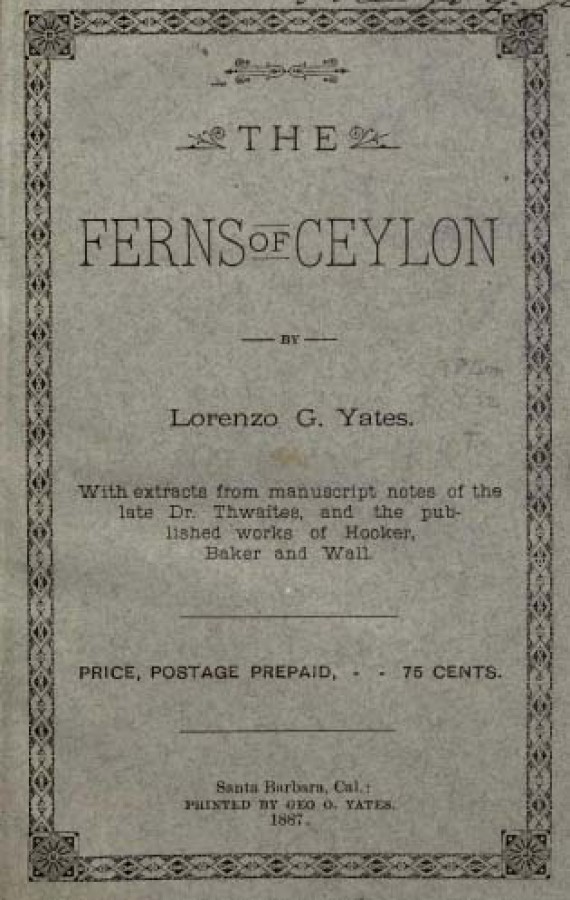 THE
FERNS OF CEYLON
BY
Lorenzo G. Yates.
With extracts from manuscript notes of the
late Dr. Thwaites, and the pub-
lished works of Hooker,
Baker and Wall.
PRICE, POSTAGE PREPAID, - - 75 CENTS.
Santa Barbara, Cal.:
PRINTED BY GEO O. YATES.
1887.